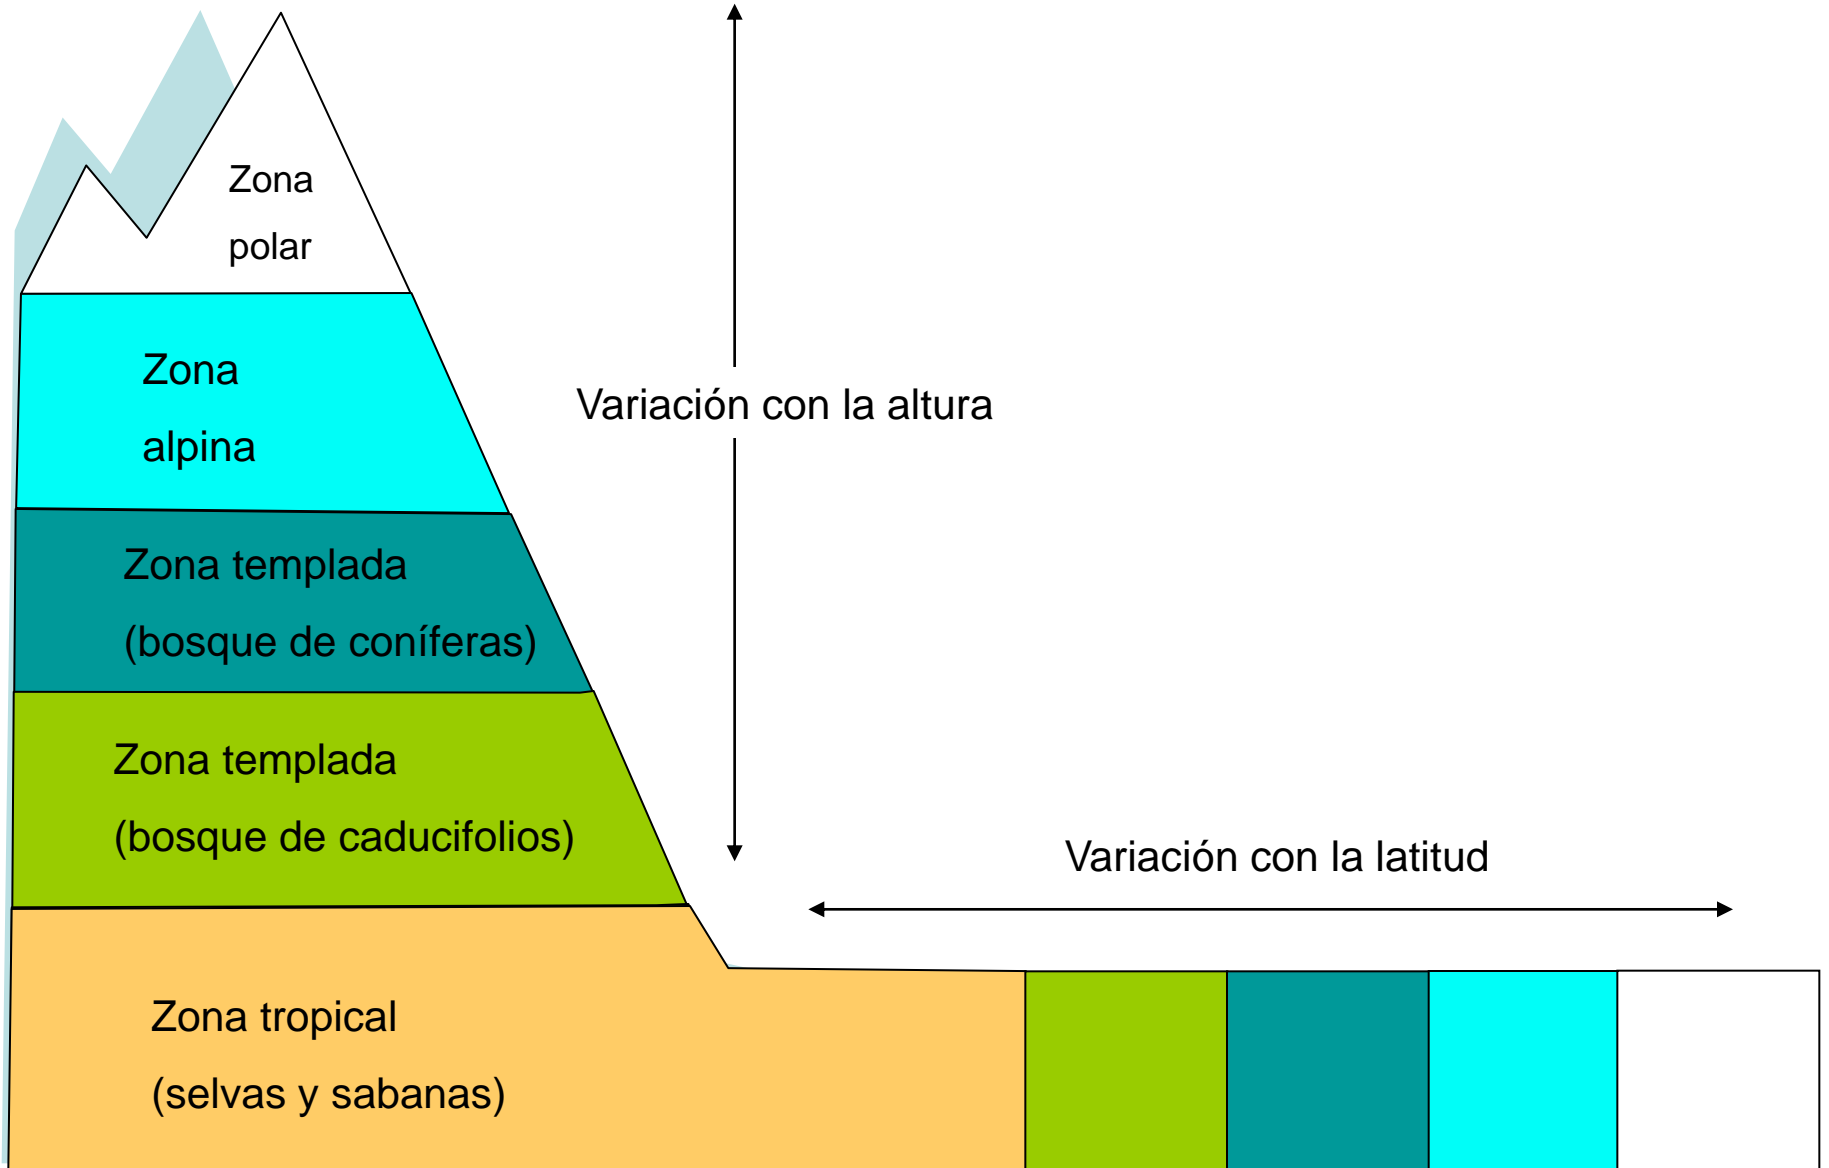 Zona
polar
Zona
alpina
Variación con la altura
Zona templada
(bosque de coníferas)
Zona templada
(bosque de caducifolios)
Variación con la latitud
Zona tropical
(selvas y sabanas)